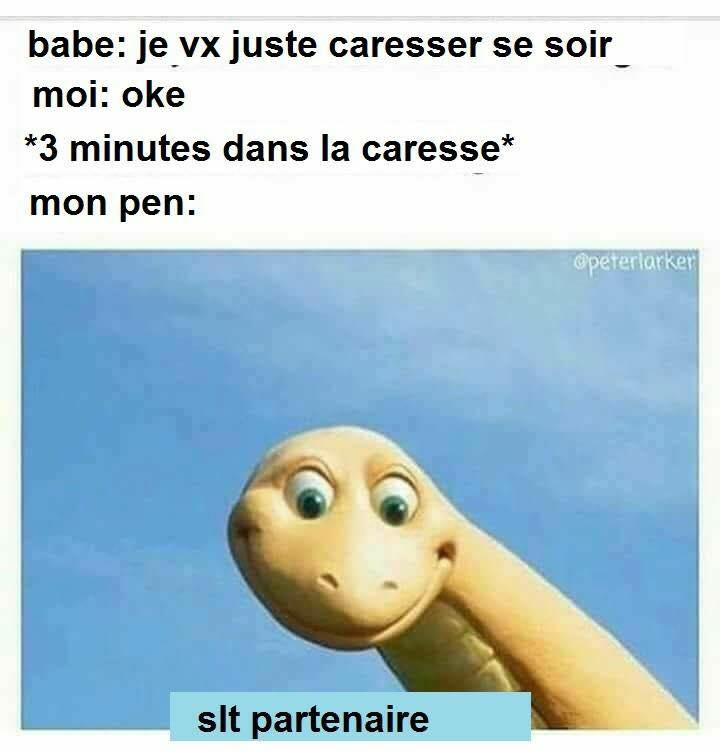 babe: je vx juste caresser se soir
moi: oke
*3 minutes dans la caresse*
mon pen:
@peterlarker
slt partenaire